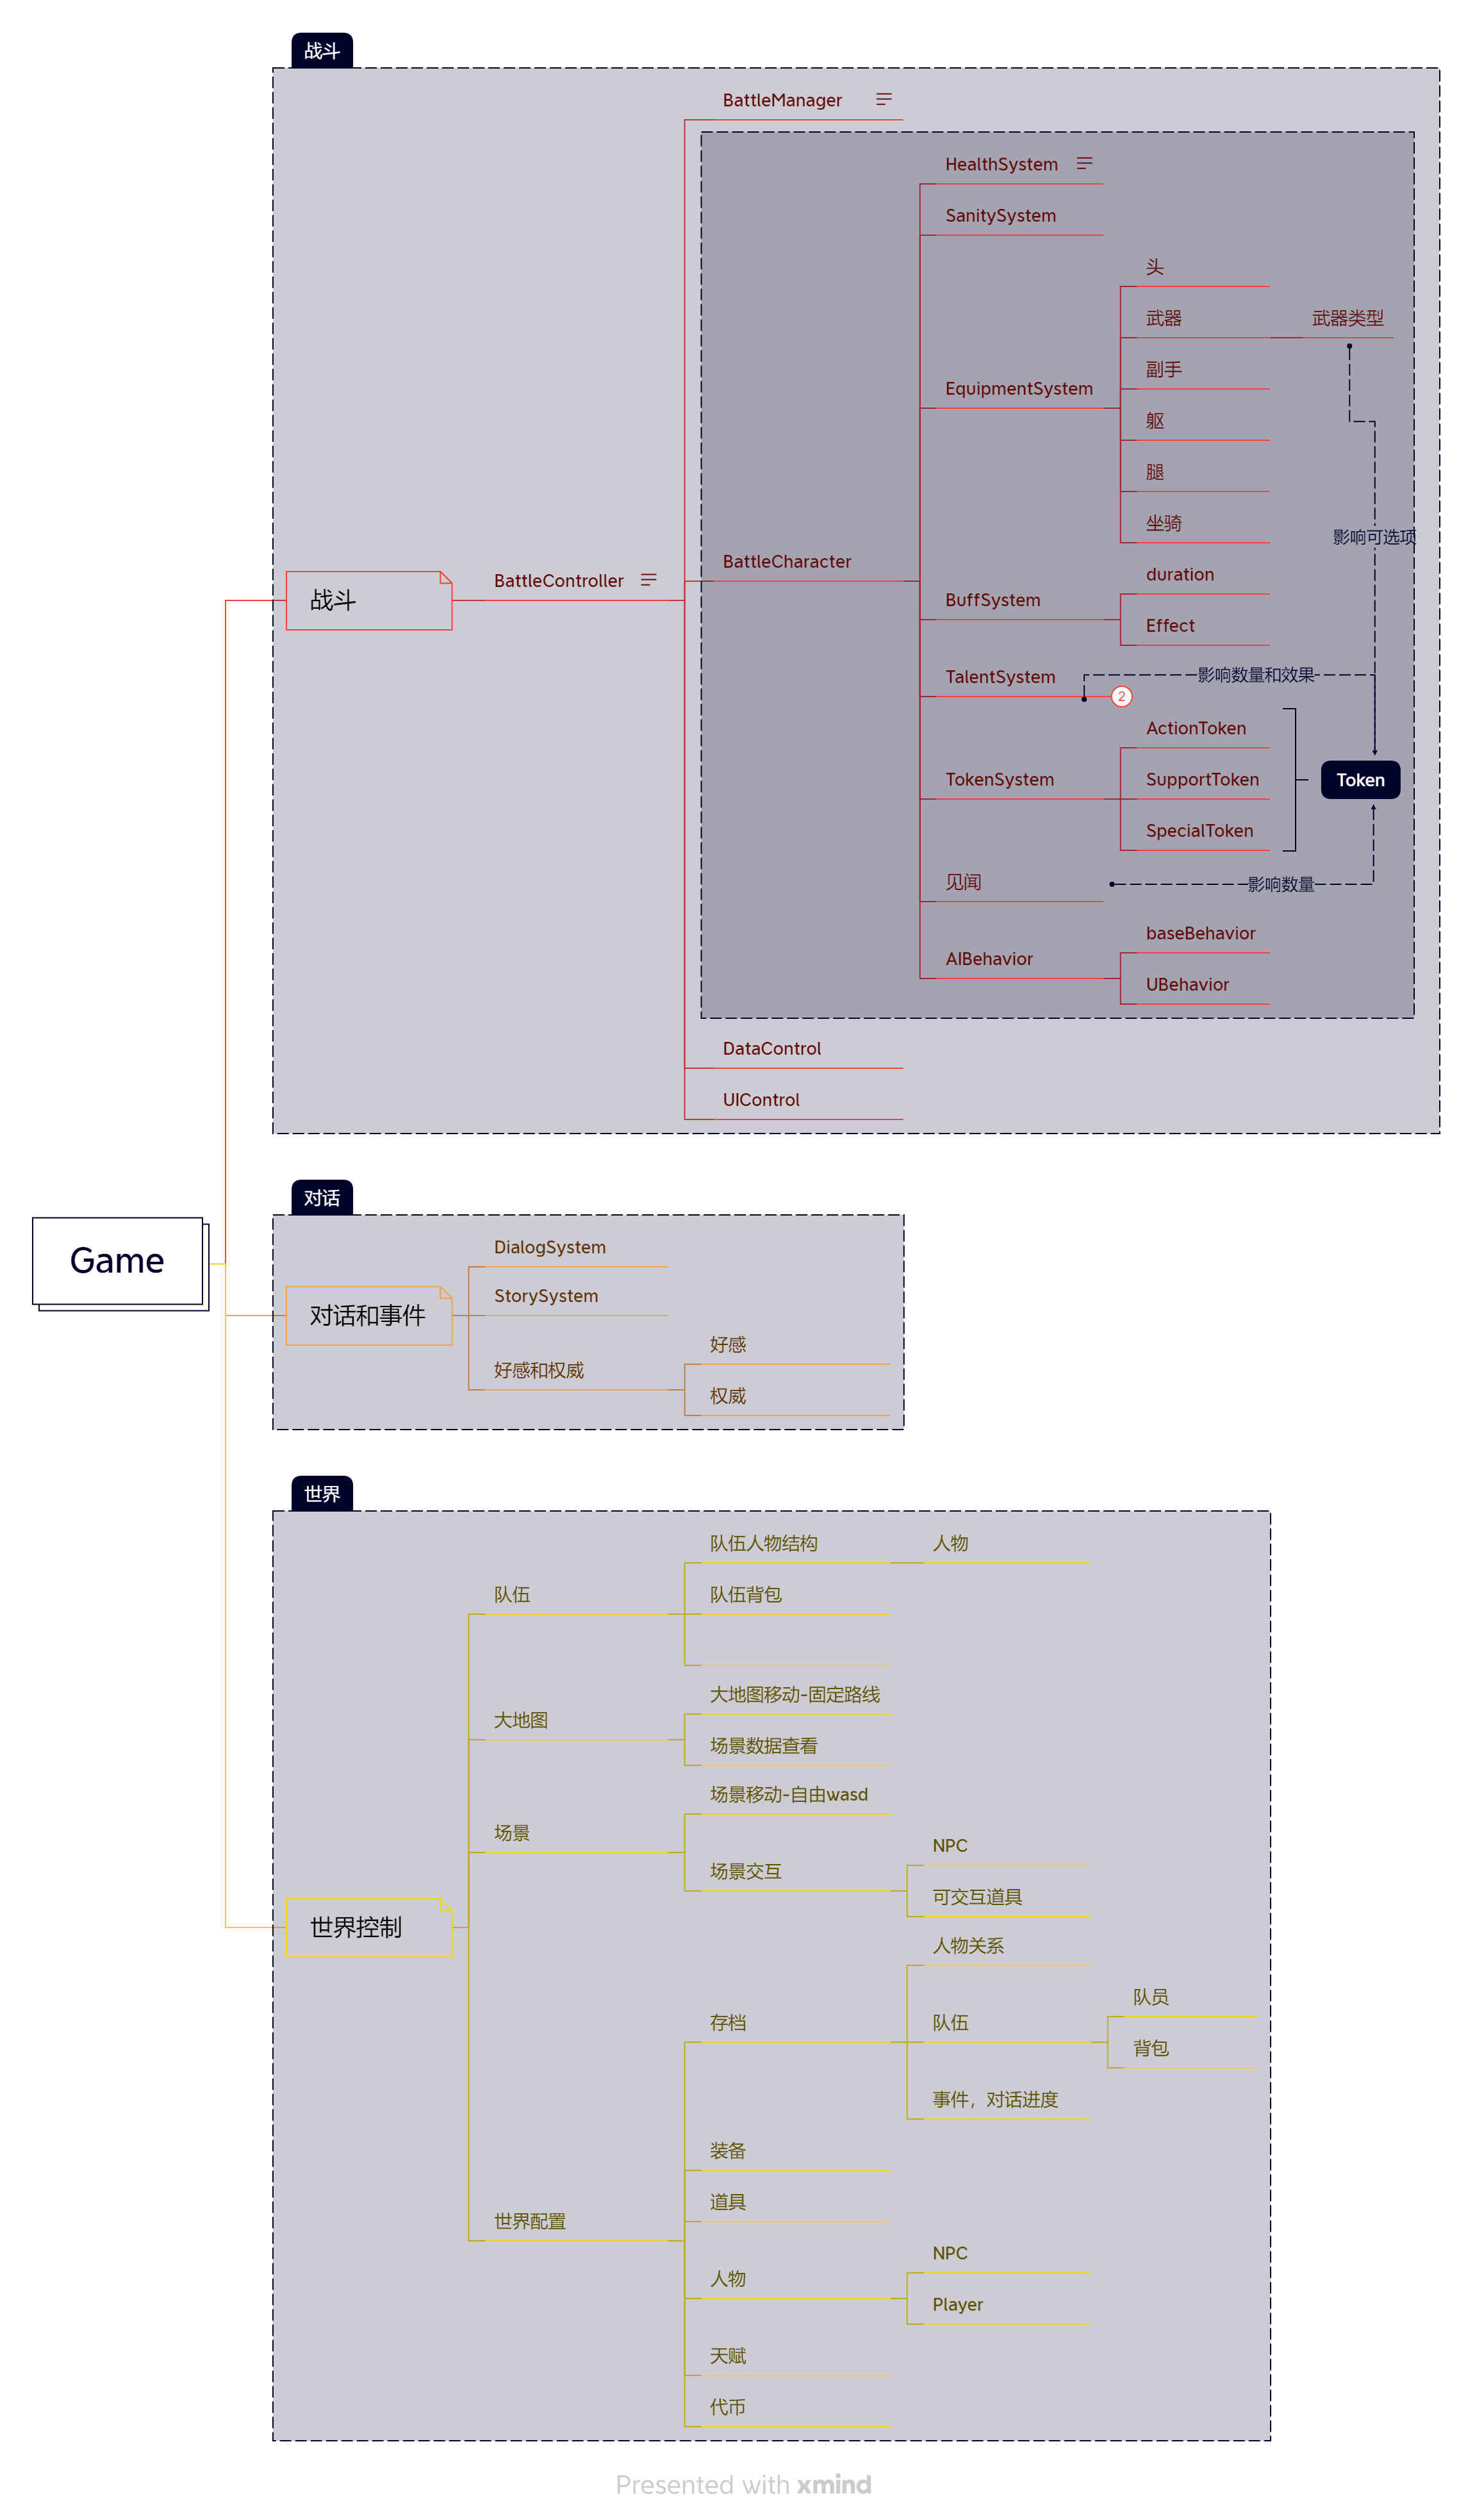 战斗
BattleManager
HealthSystem
SanitySystem
头
武器
武器类型
副手
EquipmentSystem
躯
腿
坐骑
影响可选项
BattleCharacter
duration
BattleController
战斗
BuffSystem
Effect
TalentSystem
2
影响数量和效果
ActionToken
TokenSystem
SupportToken
Token
SpecialToken
见闻
影响数量
baseBehavior
AIBehavior
UBehavior
DataControl
UIControl
对话
Game
DialogSystem
StorySystem
对话和事件
好感
好感和权威
权威
世界
队伍人物结构
人物
队伍
队伍背包
大地图移动-固定路线
大地图
场景数据查看
场景移动-自由wasd
场景
NPC
场景交互
可交互道具
世界控制
人物关系
队员
存档
队伍
背包
事件，对话进度
装备
道具
世界配置
NPC
人物
Player
天赋
代币
Presented with xmind